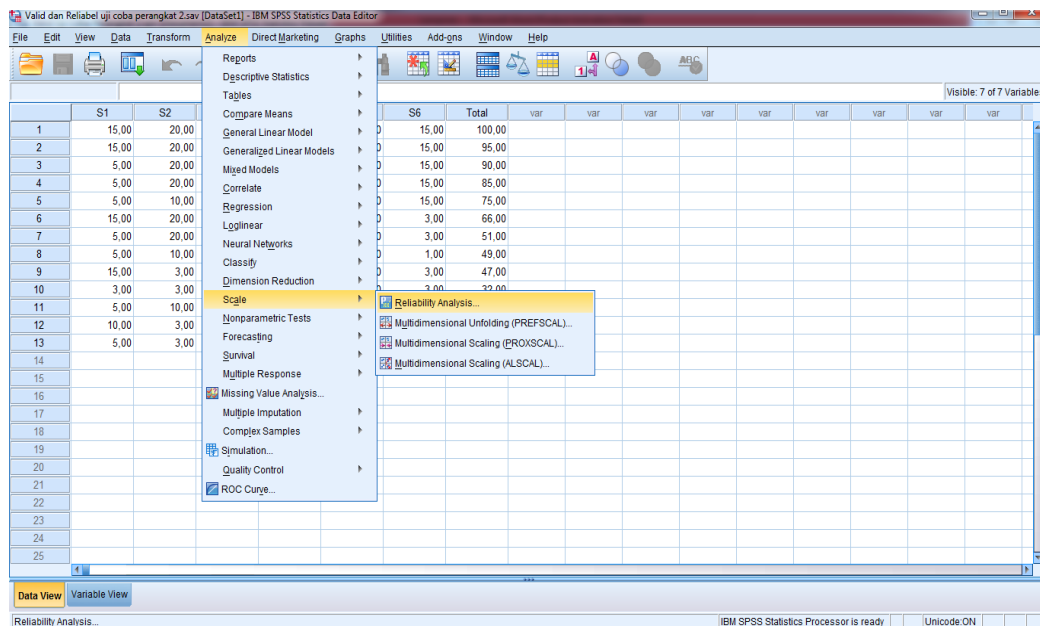 Valid dan Reliabel uji coba perangkat 2.sav [DataSet1] - IBM SPSS Statistics Data Editor
File Edit View Data Transform Analyze Direct Marketing Graphs Utilities Add-ons Window Help
Visible: 7 of 7 Variable
S1 S2 S6 Total var var var var var var var var
1 15,00 20,00 15,00 100,00
2 15,00 20,00 15,00 95,00
3 5,00 20,00 15,00 90,00
4 5,00 20,00 15,00 85,00
5 5,00 10,00 15,00 75,00
6 15,00 20,00 3,00 66,00
7 5,00 20,00 3,00 51,00
8 5,00 10,00 1,00 49,00
9 15,00 3,00 3,00 47,00
10 3,00 3,00 3,00 32,00
11 5,00 10,00
12 10,00 3,00
13 5,00 3,00
14
15
16
17
18
19
20
21
22
23
24
25
Reports
Descriptive Statistics
Tables
Compare Means
General Linear Model
Generalized Linear Models
Mixed Models
Correlate
Regression
Loglinear
Neural Networks
Classify
Dimension Reduction
Scale
Nonparametric Tests
Forecasting
Survival
Multiple Response
Missing Value Analysis...
Multiple Imputation
Complex Samples
Simulation...
Quality Control
ROC Curve...
Reliability Analysis...
Multidimensional Unfolding (PREFSCAL)...
Multidimensional Scaling (PROXSCAL)...
Multidimensional Scaling (ALSCAL)...
Data View Variable View
Reliability Analysis... IBM SPSS Statistics Processor is ready Unicode:ON